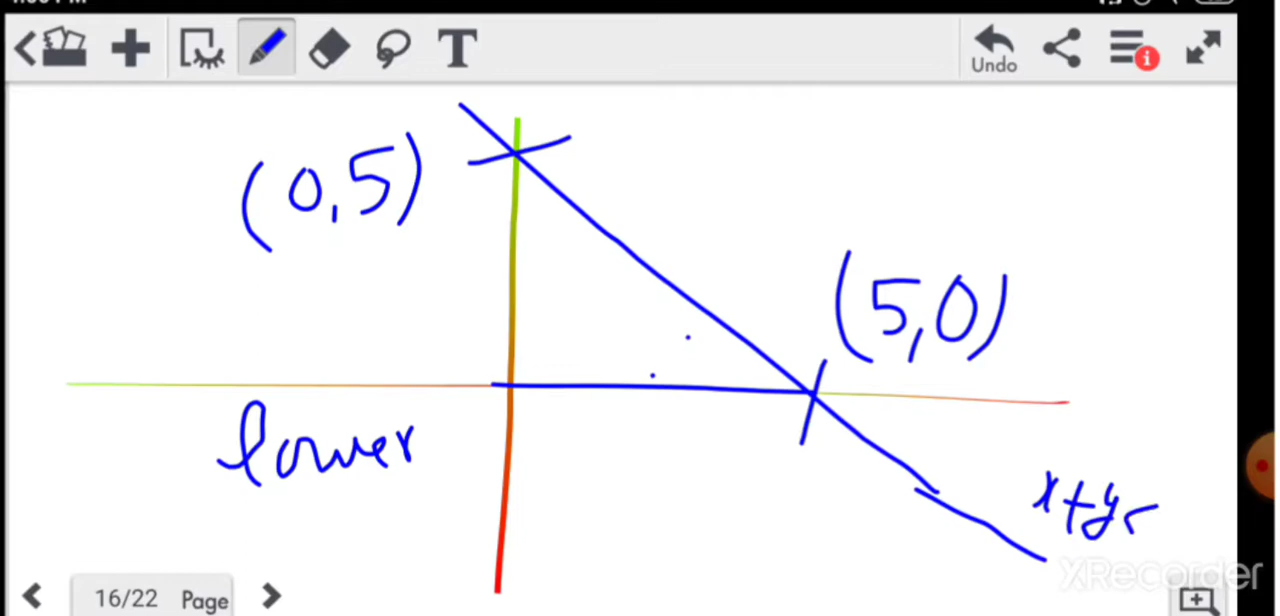 Undo
(0,5)
(5,0)
lower
x+y<
16/22 Page
XRecorder